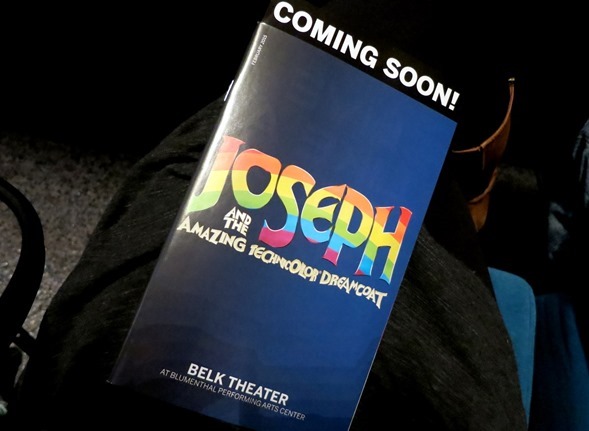 COMING SOON!
JOSEPH
AND THE
AMAZING TECHNICOLOR DREAMCOAT
BELK THEATER
AT BLUMENTHAL PERFORMING ARTS CENTER